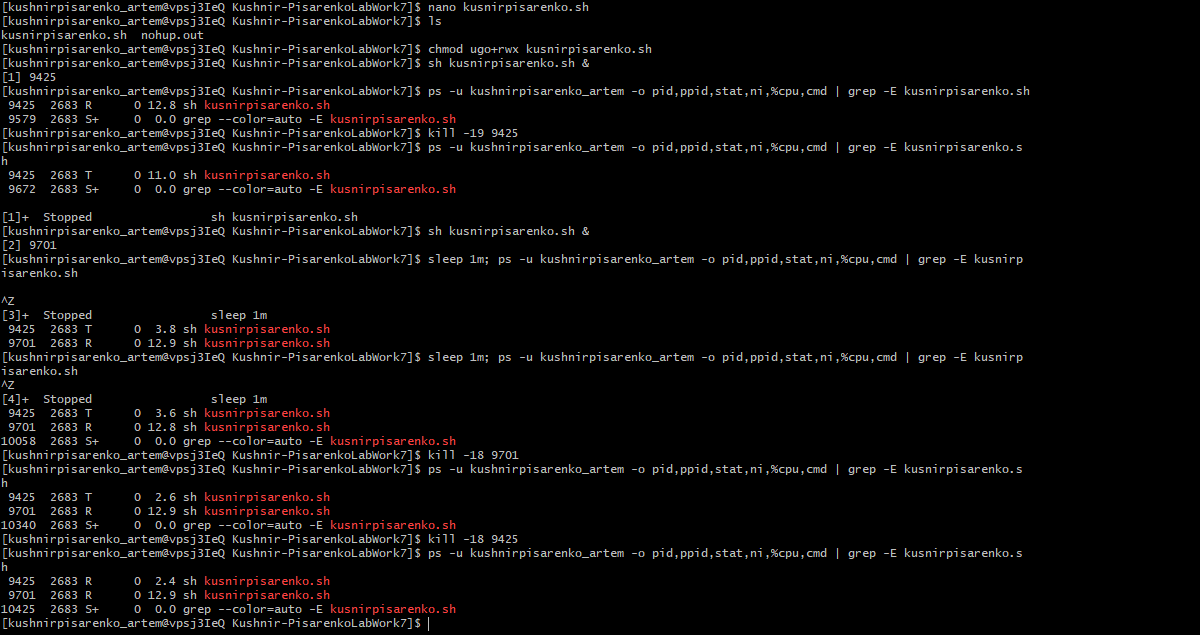 [kushnirpisarenko_artem@vpsj3IeQ Kushnir-PisarenkoLabWork7]$ nano kusnirpisarenko.sh
[kushnirpisarenko_artem@vpsj3IeQ Kushnir-PisarenkoLabWork7]$ ls
kusnirpisarenko.sh  nohup.out
[kushnirpisarenko_artem@vpsj3IeQ Kushnir-PisarenkoLabWork7]$ chmod ugo+rwx kusnirpisarenko.sh
[kushnirpisarenko_artem@vpsj3IeQ Kushnir-PisarenkoLabWork7]$ sh kusnirpisarenko.sh &
[1] 9425
[kushnirpisarenko_artem@vpsj3IeQ Kushnir-PisarenkoLabWork7]$ ps -u kushnirpisarenko_artem -o pid,ppid,stat,ni,%cpu,cmd | grep -E kusnirpisarenko.sh
 9425  2683 R      0 12.8 sh kusnirpisarenko.sh
 9579  2683 S+     0  0.0 grep --color=auto -E kusnirpisarenko.sh
[kushnirpisarenko_artem@vpsj3IeQ Kushnir-PisarenkoLabWork7]$ kill -19 9425
[kushnirpisarenko_artem@vpsj3IeQ Kushnir-PisarenkoLabWork7]$ ps -u kushnirpisarenko_artem -o pid,ppid,stat,ni,%cpu,cmd | grep -E kusnirpisarenko.s
h
 9425  2683 T      0 11.0 sh kusnirpisarenko.sh
 9672  2683 S+     0  0.0 grep --color=auto -E kusnirpisarenko.sh
[1]+  Stopped                 sh kusnirpisarenko.sh
[kushnirpisarenko_artem@vpsj3IeQ Kushnir-PisarenkoLabWork7]$ sh kusnirpisarenko.sh &
[2] 9701
[kushnirpisarenko_artem@vpsj3IeQ Kushnir-PisarenkoLabWork7]$ sleep 1m; ps -u kushnirpisarenko_artem -o pid,ppid,stat,ni,%cpu,cmd | grep -E kusnirp
isarenko.sh
^Z
[3]+  Stopped                 sleep 1m
 9425  2683 T      0  3.8 sh kusnirpisarenko.sh
 9701  2683 R      0 12.9 sh kusnirpisarenko.sh
[kushnirpisarenko_artem@vpsj3IeQ Kushnir-PisarenkoLabWork7]$ sleep 1m; ps -u kushnirpisarenko_artem -o pid,ppid,stat,ni,%cpu,cmd | grep -E kusnirp
isarenko.sh
^Z
[4]+  Stopped                 sleep 1m
 9425  2683 T      0  3.6 sh kusnirpisarenko.sh
 9701  2683 R      0 12.8 sh kusnirpisarenko.sh
10058  2683 S+     0  0.0 grep --color=auto -E kusnirpisarenko.sh
[kushnirpisarenko_artem@vpsj3IeQ Kushnir-PisarenkoLabWork7]$ kill -18 9701
[kushnirpisarenko_artem@vpsj3IeQ Kushnir-PisarenkoLabWork7]$ ps -u kushnirpisarenko_artem -o pid,ppid,stat,ni,%cpu,cmd | grep -E kusnirpisarenko.s
h
 9425  2683 T      0  2.6 sh kusnirpisarenko.sh
 9701  2683 R      0 12.9 sh kusnirpisarenko.sh
10340  2683 S+     0  0.0 grep --color=auto -E kusnirpisarenko.sh
[kushnirpisarenko_artem@vpsj3IeQ Kushnir-PisarenkoLabWork7]$ kill -18 9425
[kushnirpisarenko_artem@vpsj3IeQ Kushnir-PisarenkoLabWork7]$ ps -u kushnirpisarenko_artem -o pid,ppid,stat,ni,%cpu,cmd | grep -E kusnirpisarenko.s
h
 9425  2683 R      0  2.4 sh kusnirpisarenko.sh
 9701  2683 R      0 12.9 sh kusnirpisarenko.sh
10425  2683 S+     0  0.0 grep --color=auto -E kusnirpisarenko.sh
[kushnirpisarenko_artem@vpsj3IeQ Kushnir-PisarenkoLabWork7]$